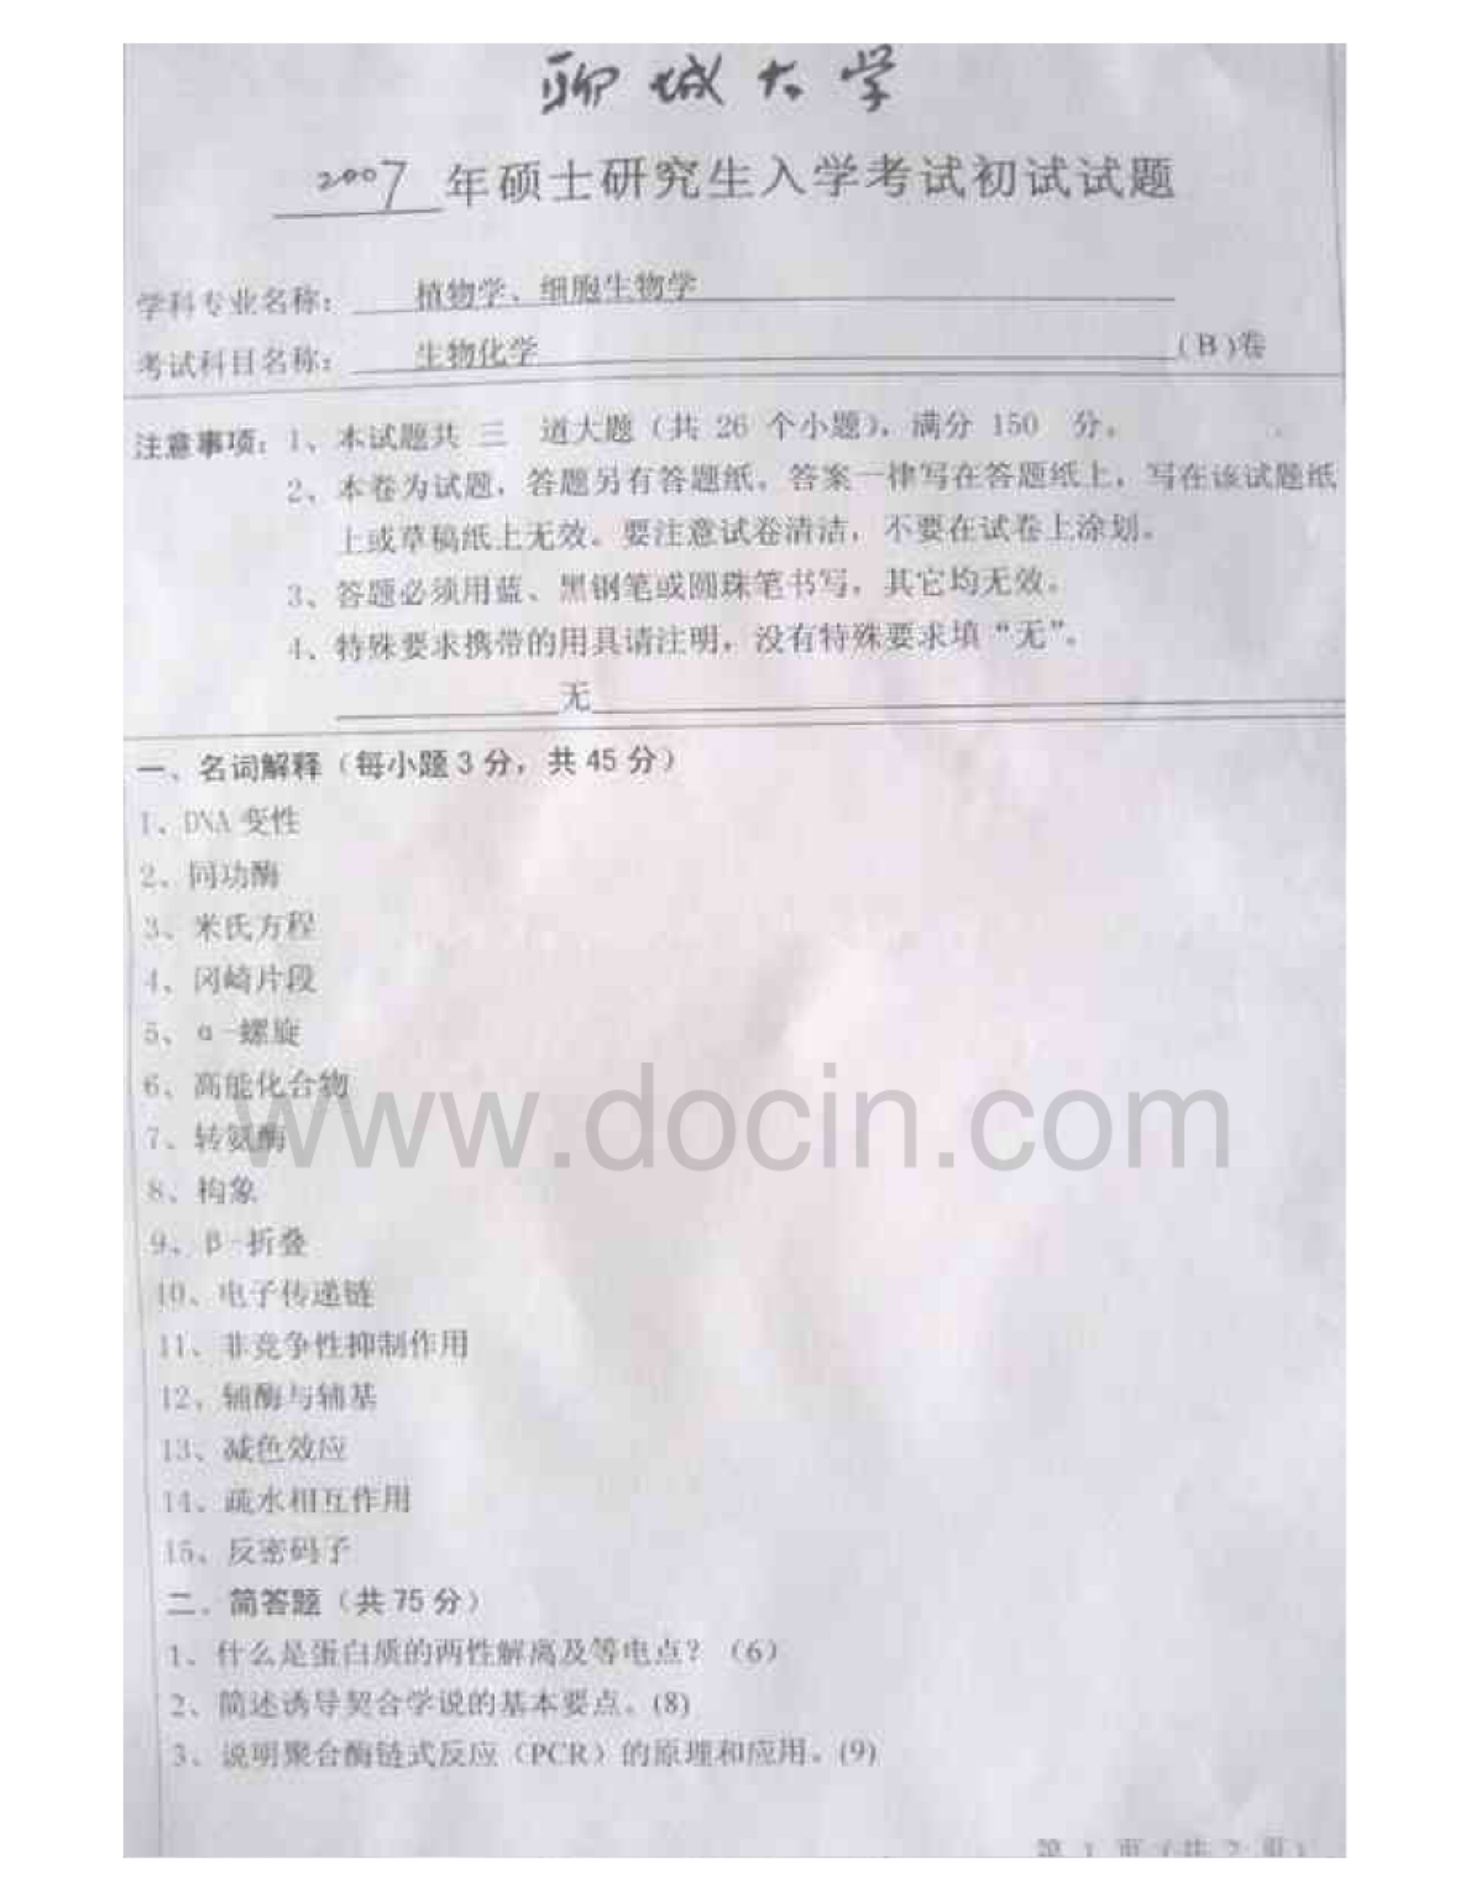 聊城大学
2007 年硕士研究生入学考试初试试题
学科专业名称: 植物学、细胞生物学
考试科目名称: 生物化学 (B)卷
注意事项: 1、本试题共 三 道大题(共 26 个小题),满分 150 分。
2、本卷为试题,答题另有答题纸。答案一律写在答题纸上,写在该试题纸
上或草稿纸上无效。要注意试卷清洁,不要在试卷上涂划。
3、答题必须用蓝、黑钢笔或圆珠笔书写,其它均无效。
4、特殊要求携带的用具请注明,没有特殊要求填“无”。
无
一、名词解释(每小题 3 分,共 45 分)
1、DNA 变性
2、同功酶
3、米氏方程
4、冈崎片段
5、α-螺旋
6、高能化合物
7、转氨酶
www.docin.com
8、构象
9、β-折叠
10、电子传递链
11、非竞争性抑制作用
12、辅酶与辅基
13、减色效应
14、疏水相互作用
15、反密码子
二、简答题(共 75 分)
1、什么是蛋白质的两性解离及等电点?(6)
2、简述诱导契合学说的基本要点。(8)
3、说明聚合酶链式反应(PCR)的原理和应用。(9)
第 1 页(共 2 页)